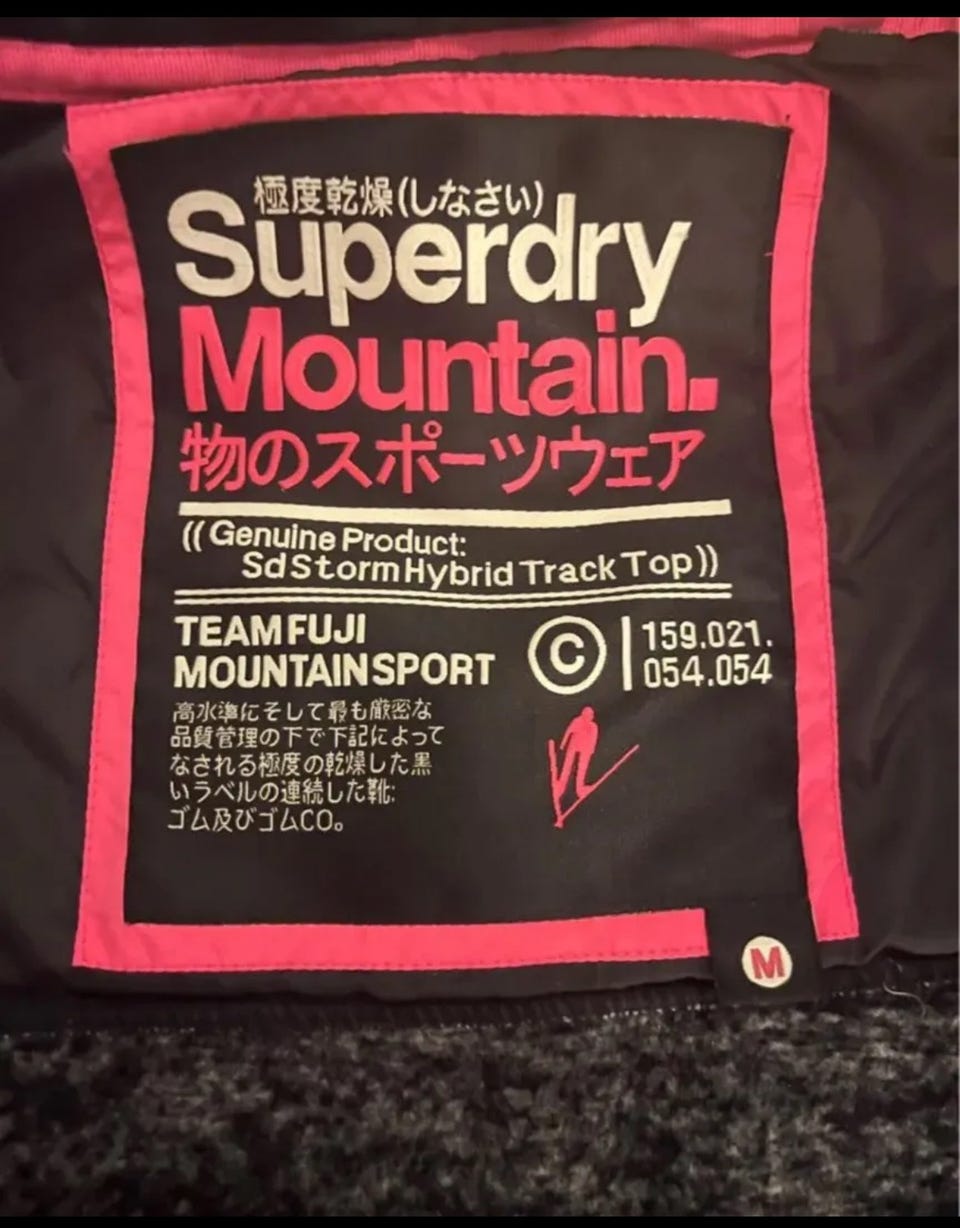 極度乾燥(しなさい)
Superdry
Mountain.
物のスポーツウェア
((Genuine Product:
Sd Storm Hybrid Track Top))
TEAM FUJI
MOUNTAIN SPORT
© 159.021.
054.054
高水準にそして最も厳密な
品質管理の下で下記によって
なされる極度の乾燥した黒
いラベルの連続した靴:
ゴム及びゴムCO。
M